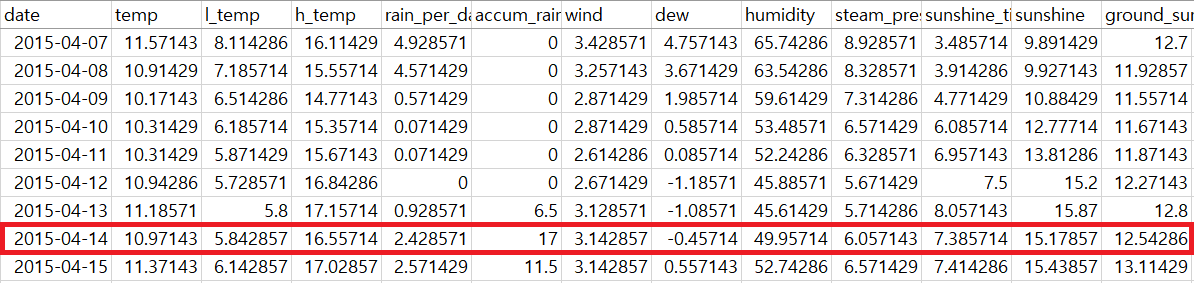 date temp l_temp h_temp rain_per_da accum_rain wind dew humidity steam_pres sunshine_ti sunshine ground_sur
2015-04-07 11.57143 8.114286 16.11429 4.928571 0 3.428571 4.757143 65.74286 8.928571 3.485714 9.891429 12.7
2015-04-08 10.91429 7.185714 15.55714 4.571429 0 3.257143 3.671429 63.54286 8.328571 3.914286 9.927143 11.92857
2015-04-09 10.17143 6.514286 14.77143 0.571429 0 2.871429 1.985714 59.61429 7.314286 4.771429 10.88429 11.55714
2015-04-10 10.31429 6.185714 15.35714 0.071429 0 2.871429 0.585714 53.48571 6.571429 6.085714 12.77714 11.67143
2015-04-11 10.31429 5.871429 15.67143 0.071429 0 2.614286 0.085714 52.24286 6.328571 6.957143 13.81286 11.87143
2015-04-12 10.94286 5.728571 16.84286 0 0 2.671429 -1.18571 45.88571 5.671429 7.5 15.2 12.27143
2015-04-13 11.18571 5.8 17.15714 0.928571 6.5 3.128571 -1.08571 45.61429 5.714286 8.057143 15.87 12.8
2015-04-14 10.97143 5.842857 16.55714 2.428571 17 3.142857 -0.45714 49.95714 6.057143 7.385714 15.17857 12.54286
2015-04-15 11.37143 6.142857 17.02857 2.571429 11.5 3.142857 0.557143 52.74286 6.571429 7.414286 15.43857 13.11429